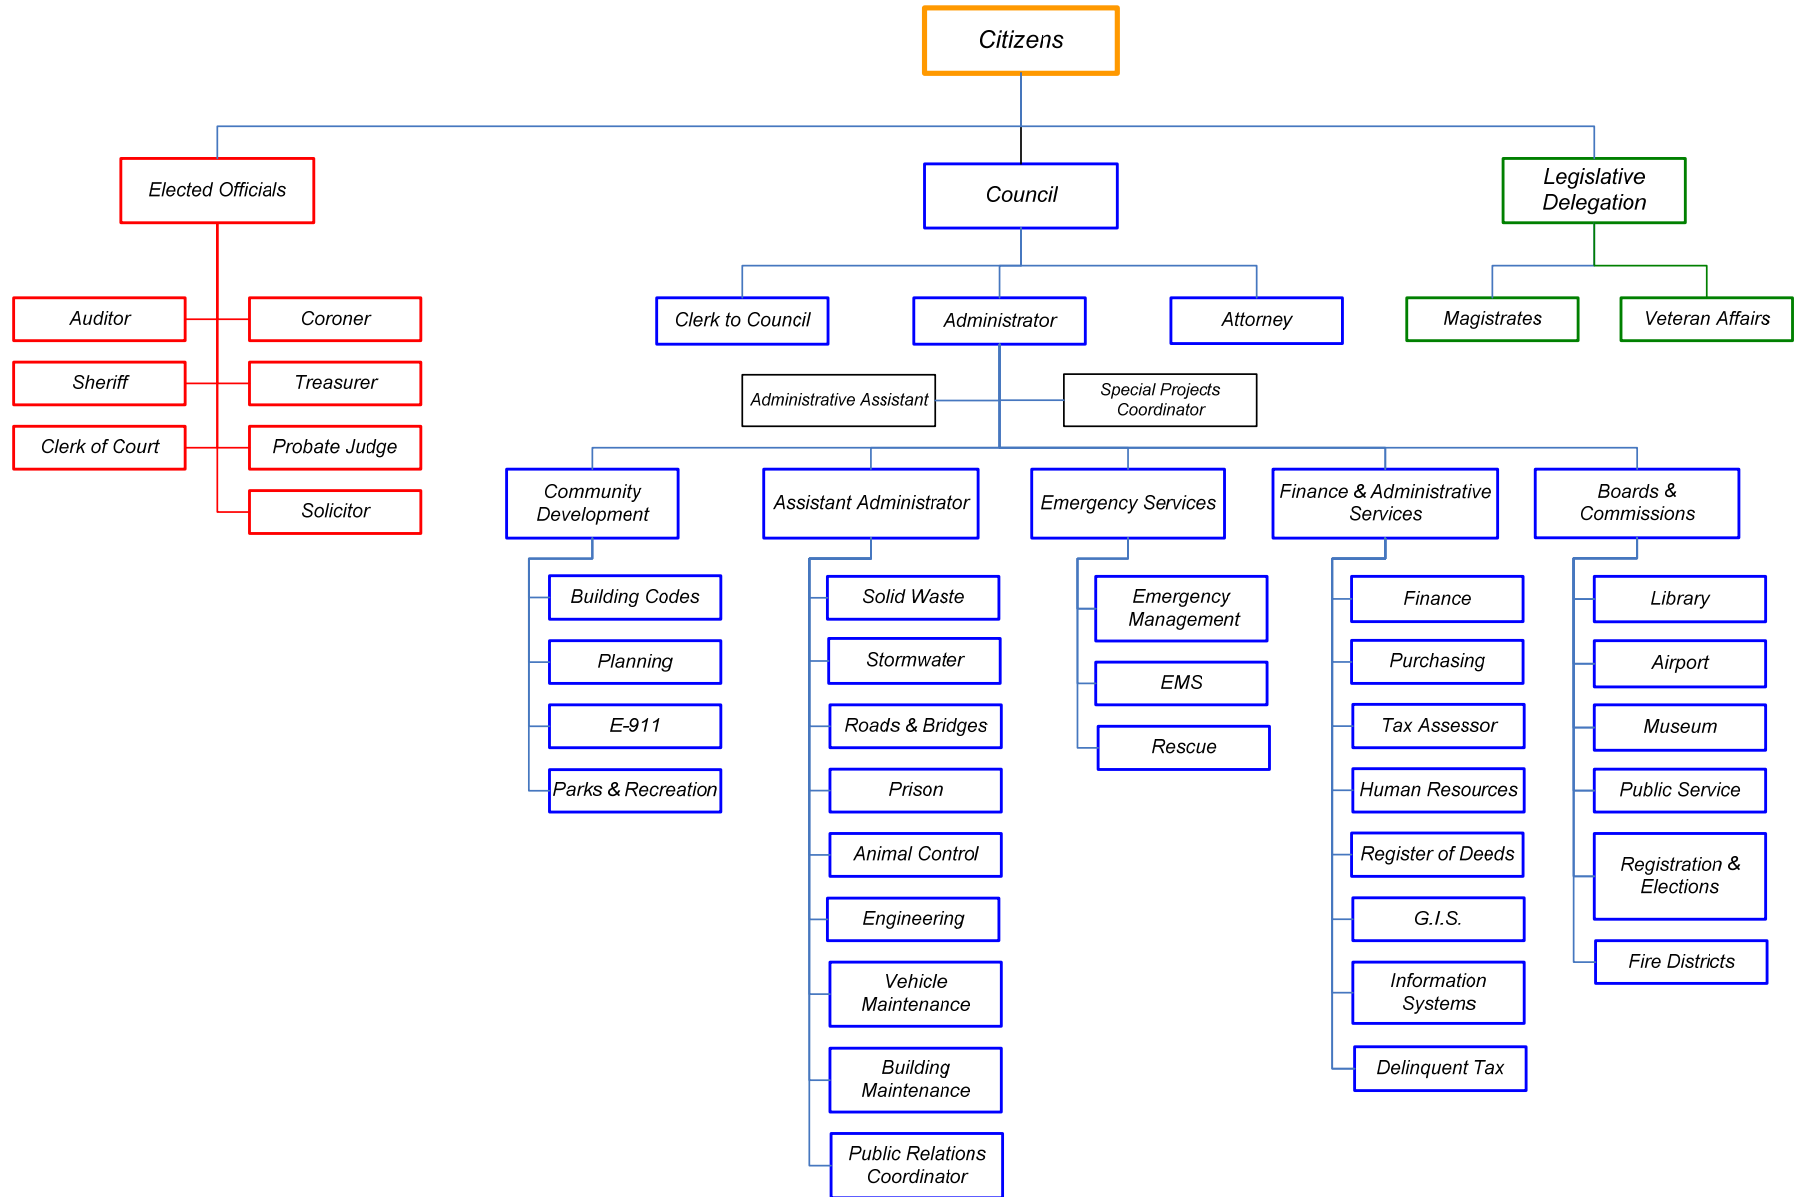 Citizens
Elected Officials
Council
Legislative
Delegation
Auditor
Coroner
Sheriff
Treasurer
Clerk of Court
Probate Judge
Solicitor
Clerk to Council
Administrator
Attorney
Magistrates
Veteran Affairs
Administrative Assistant
Special Projects
Coordinator
Community
Development
Assistant Administrator
Emergency Services
Finance & Administrative
Services
Boards &
Commissions
Building Codes
Planning
E-911
Parks & Recreation
Solid Waste
Stormwater
Roads & Bridges
Prison
Animal Control
Engineering
Vehicle
Maintenance
Building
Maintenance
Public Relations
Coordinator
Emergency
Management
EMS
Rescue
Finance
Purchasing
Tax Assessor
Human Resources
Register of Deeds
G.I.S.
Information
Systems
Delinquent Tax
Library
Airport
Museum
Public Service
Registration &
Elections
Fire Districts